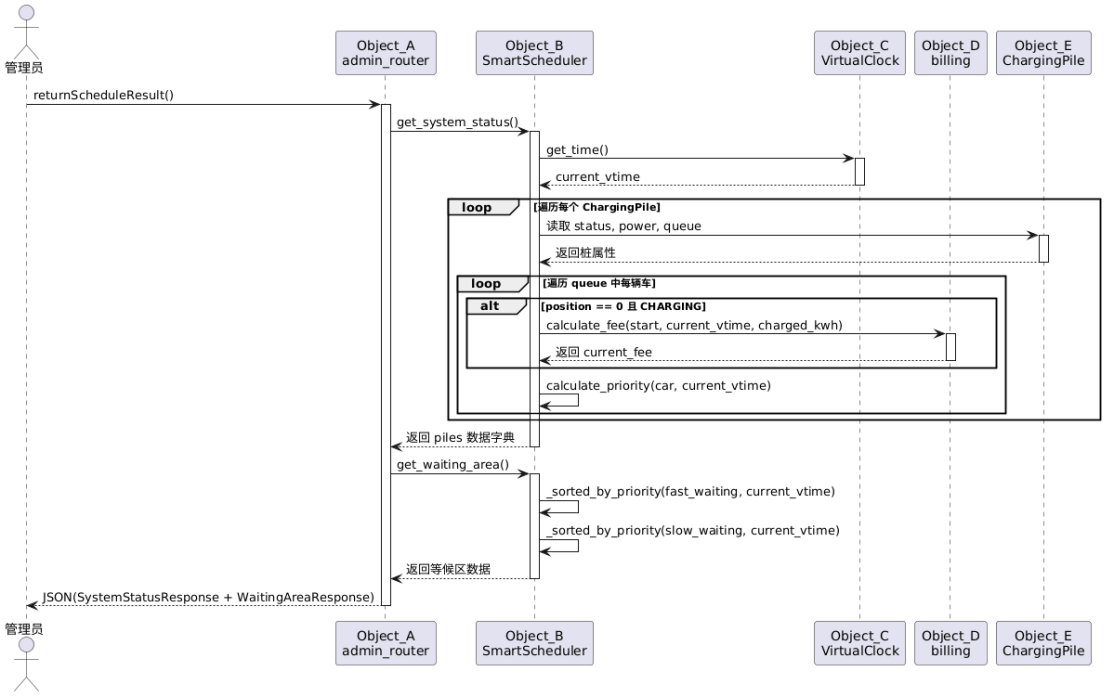 管理员
Object_A
admin_router
Object_B
SmartScheduler
Object_C
VirtualClock
Object_D
billing
Object_E
ChargingPile
returnScheduleResult()
get_system_status()
get_time()
current_vtime
loop [遍历每个 ChargingPile]
读取 status, power, queue
返回桩属性
loop [遍历 queue 中每辆车]
alt [position == 0 且 CHARGING]
calculate_fee(start, current_vtime, charged_kwh)
返回 current_fee
calculate_priority(car, current_vtime)
返回 piles 数据字典
get_waiting_area()
_sorted_by_priority(fast_waiting, current_vtime)
_sorted_by_priority(slow_waiting, current_vtime)
返回等候区数据
JSON(SystemStatusResponse + WaitingAreaResponse)
管理员
Object_A
admin_router
Object_B
SmartScheduler
Object_C
VirtualClock
Object_D
billing
Object_E
ChargingPile